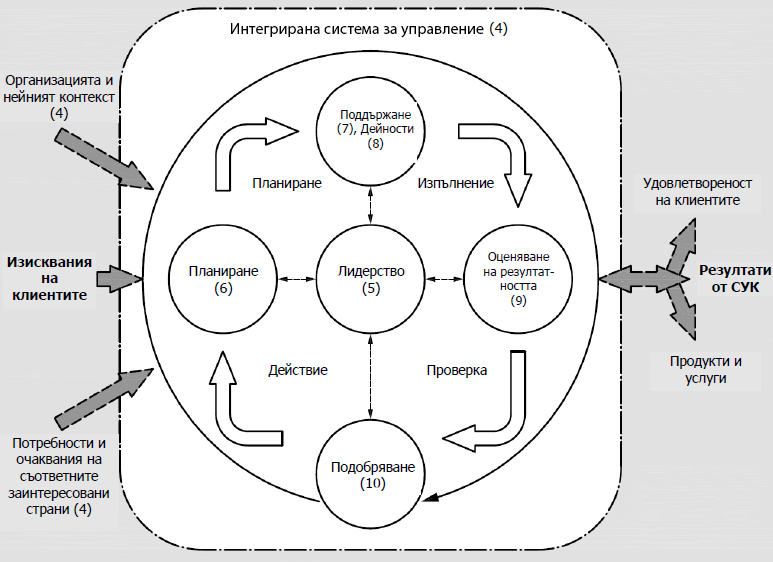 Интегрирана система за управление (4)
Организацията и
нейният контекст
(4)
Поддържане
(7), Дейности
(8)
Планиране
Изпълнение
Удовлетвореност
на клиентите
Изисквания
на
клиентите
Планиране
(6)
Лидерство
(5)
Оценяване
на резултат-
ността
(9)
Резултати
от СУК
Действие
Проверка
Продукти и
услуги
Потребности и
очаквания на
съответните
заинтересовани
страни (4)
Подобряване
(10)